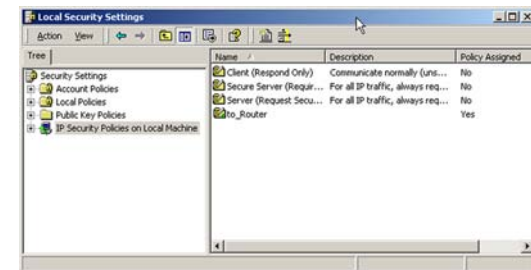 Local Security Settings
Action View
Tree
Name Description Policy Assigned
Security Settings
Account Policies
Local Policies
Public Key Policies
IP Security Policies on Local Machine
Client (Respond Only) Communicate normally (uns... No
Secure Server (Requir... For all IP traffic, always req... No
Server (Request Secu... For all IP traffic, always req... No
to_Router Yes